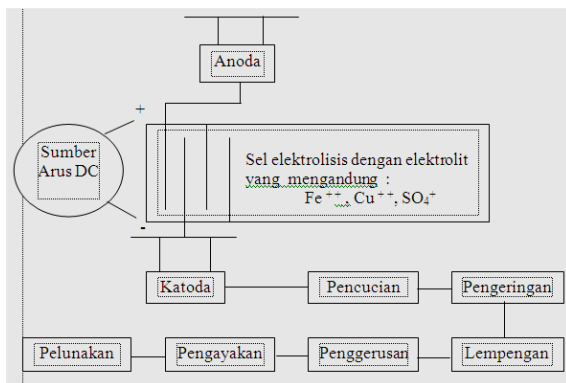 Anoda
+
Sumber
Arus DC
Sel elektrolisis dengan elektrolit
yang mengandung :
Fe⁺⁺, Cu⁺⁺, SO₄⁺
-
Katoda
Pencucian
Pengeringan
Pelunakan
Pengayakan
Penggerusan
Lempengan